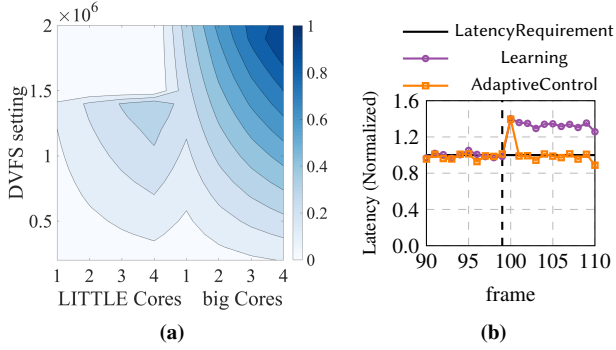 2 × 10⁶
1.5
1
0.5
DVFS setting
1 2 3 4 1 2 3 4
LITTLE Cores big Cores
1
0.8
0.6
0.4
0.2
0
(a)
LatencyRequirement
Learning
AdaptiveControl
1.6
1.2
0.8
0.4
0.0
Latency (Normalized)
90 95 100 105 110
frame
(b)